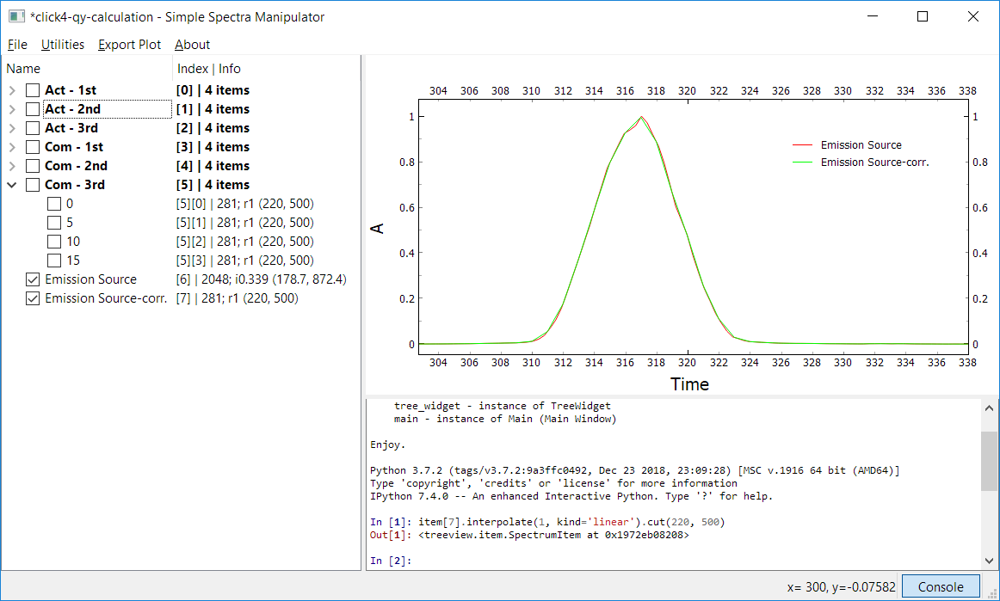 *click4-qy-calculation - Simple Spectra Manipulator
File Utilities Export Plot About
Name Index | Info
Act - 1st [0] | 4 items
Act - 2nd [1] | 4 items
Act - 3rd [2] | 4 items
Com - 1st [3] | 4 items
Com - 2nd [4] | 4 items
Com - 3rd [5] | 4 items
0 [5][0] | 281; r1 (220, 500)
5 [5][1] | 281; r1 (220, 500)
10 [5][2] | 281; r1 (220, 500)
15 [5][3] | 281; r1 (220, 500)
Emission Source [6] | 2048; i0.339 (178.7, 872.4)
Emission Source-corr. [7] | 281; r1 (220, 500)
304 306 308 310 312 314 316 318 320 322 324 326 328 330 332 334 336 338
1 1
Emission Source
Emission Source-corr.
0.8 0.8
0.6 0.6
A
0.4 0.4
0.2 0.2
0 0
304 306 308 310 312 314 316 318 320 322 324 326 328 330 332 334 336 338
Time
tree_widget - instance of TreeWidget
main - instance of Main (Main Window)
Enjoy.
Python 3.7.2 (tags/v3.7.2:9a3ffc0492, Dec 23 2018, 23:09:28) [MSC v.1916 64 bit (AMD64)]
Type 'copyright', 'credits' or 'license' for more information
IPython 7.4.0 -- An enhanced Interactive Python. Type '?' for help.
In [1]: item[7].interpolate(1, kind='linear').cut(220, 500)
Out[1]: <treeview.item.SpectrumItem at 0x1972eb08208>
In [2]:
x= 300, y=-0.07582 Console